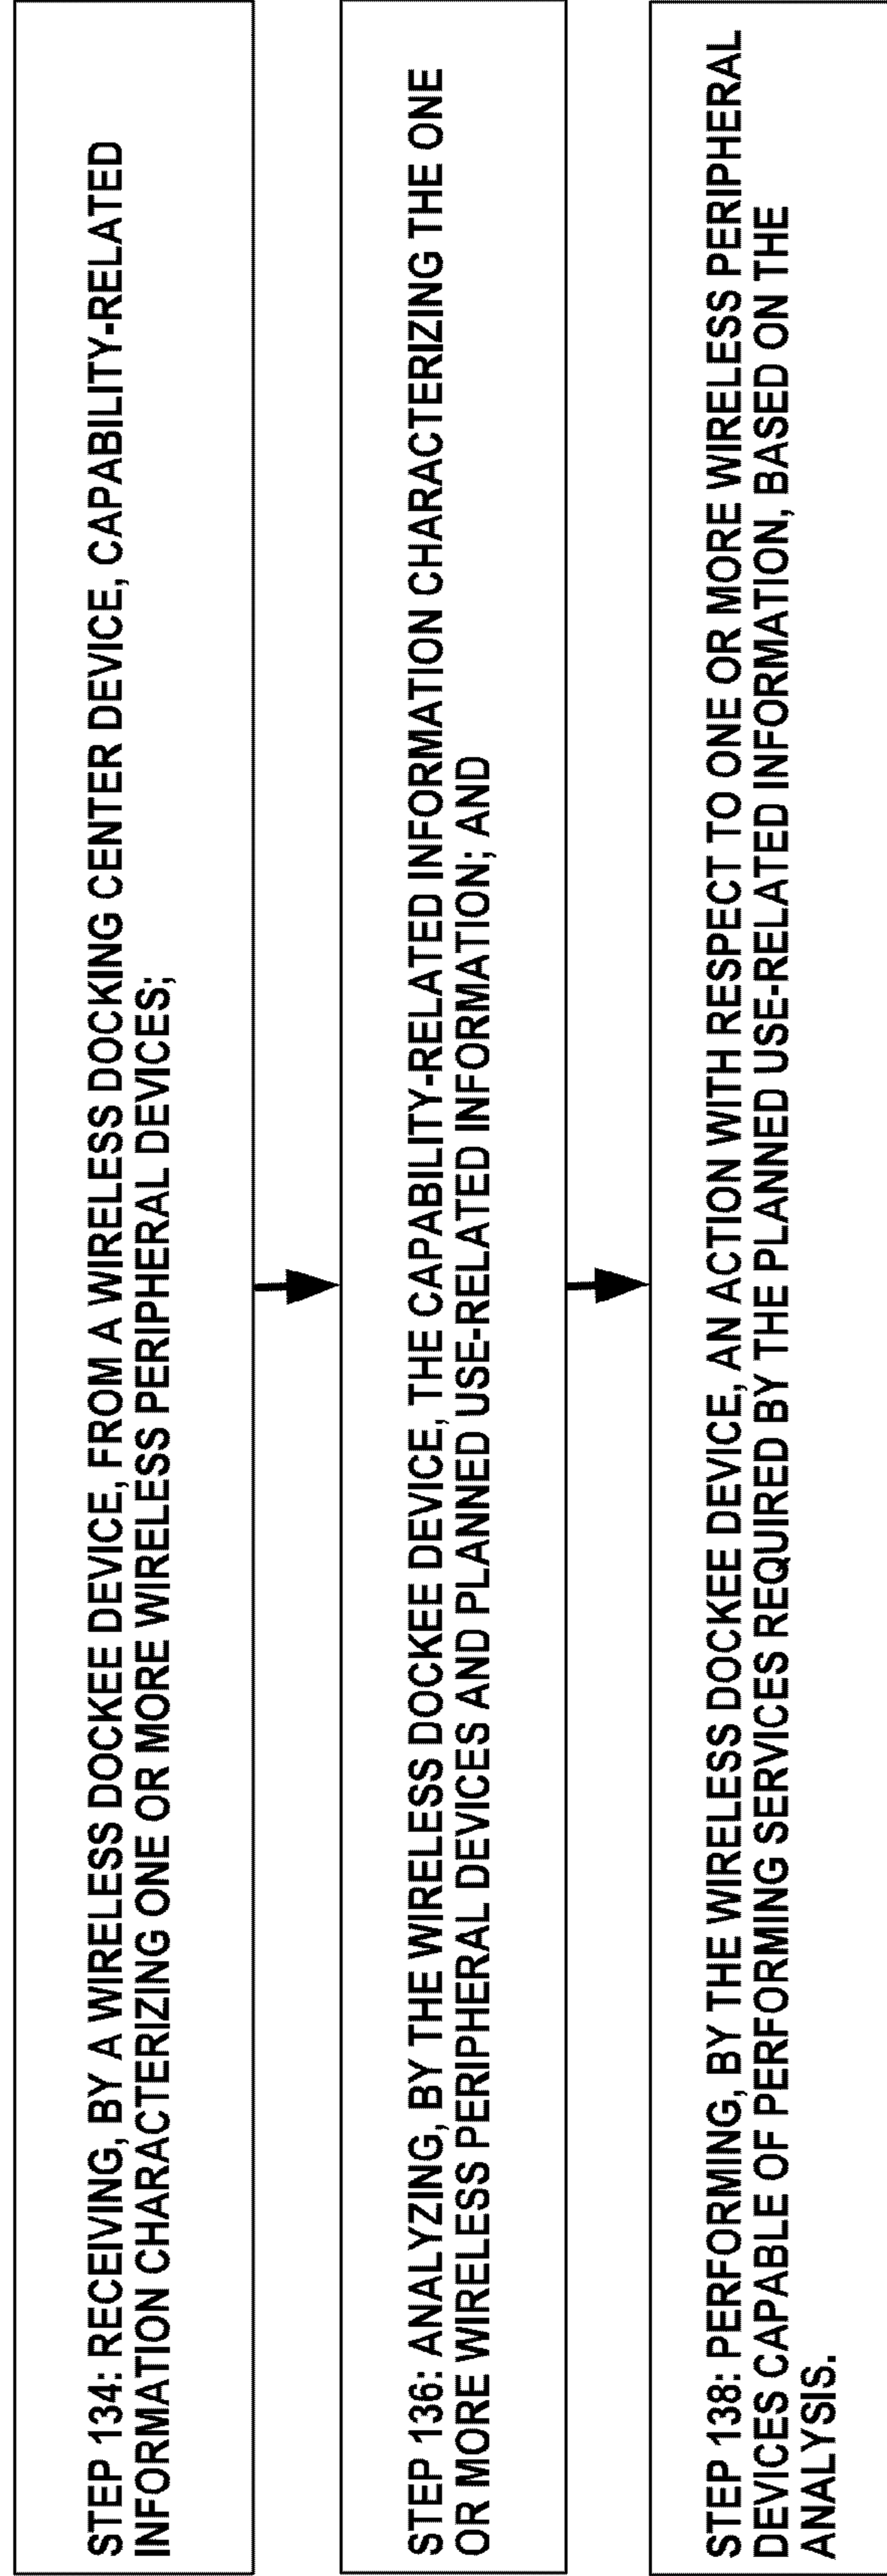 STEP 134: RECEIVING, BY A WIRELESS DOCKEE DEVICE, FROM A WIRELESS DOCKING CENTER DEVICE, CAPABILITY-RELATED
INFORMATION CHARACTERIZING ONE OR MORE WIRELESS PERIPHERAL DEVICES;
STEP 136: ANALYZING, BY THE WIRELESS DOCKEE DEVICE, THE CAPABILITY-RELATED INFORMATION CHARACTERIZING THE ONE
OR MORE WIRELESS PERIPHERAL DEVICES AND PLANNED USE-RELATED INFORMATION; AND
STEP 138: PERFORMING, BY THE WIRELESS DOCKEE DEVICE, AN ACTION WITH RESPECT TO ONE OR MORE WIRELESS PERIPHERAL
DEVICES CAPABLE OF PERFORMING SERVICES REQUIRED BY THE PLANNED USE-RELATED INFORMATION, BASED ON THE
ANALYSIS.